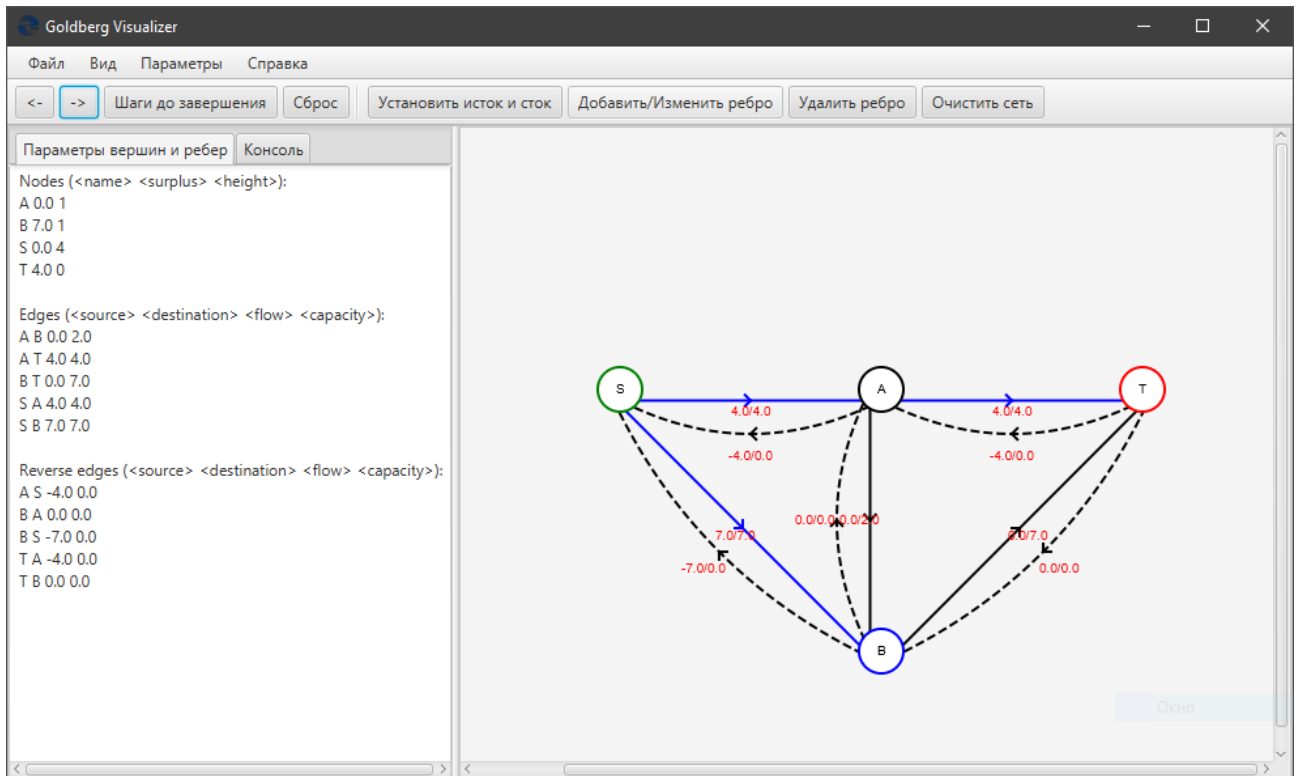 Goldberg Visualizer
Файл Вид Параметры Справка
<- -> Шаги до завершения Сброс Установить исток и сток Добавить/Изменить ребро Удалить ребро Очистить сеть
Параметры вершин и ребер Консоль
Nodes (<name> <surplus> <height>):
A 0.0 1
B 7.0 1
S 0.0 4
T 4.0 0
Edges (<source> <destination> <flow> <capacity>):
A B 0.0 2.0
A T 4.0 4.0
B T 0.0 7.0
S A 4.0 4.0
S B 7.0 7.0
Reverse edges (<source> <destination> <flow> <capacity>):
A S -4.0 0.0
B A 0.0 0.0
B S -7.0 0.0
T A -4.0 0.0
T B 0.0 0.0
S A T
4.0/4.0 4.0/4.0
-4.0/0.0 -4.0/0.0
0.0/0.0 0.0/2.0
7.0/7.0 0.0/7.0
-7.0/0.0 0.0/0.0
B
Окно